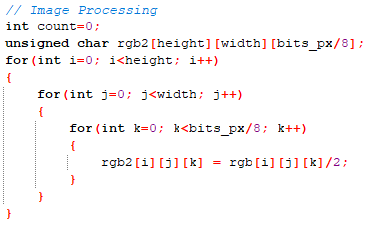 // Image Processing
int count=0;
unsigned char rgb2[height][width][bits_px/8];
for(int i=0; i<height; i++)
{
    for(int j=0; j<width; j++)
    {
        for(int k=0; k<bits_px/8; k++)
        {
            rgb2[i][j][k] = rgb[i][j][k]/2;
        }
    }
}